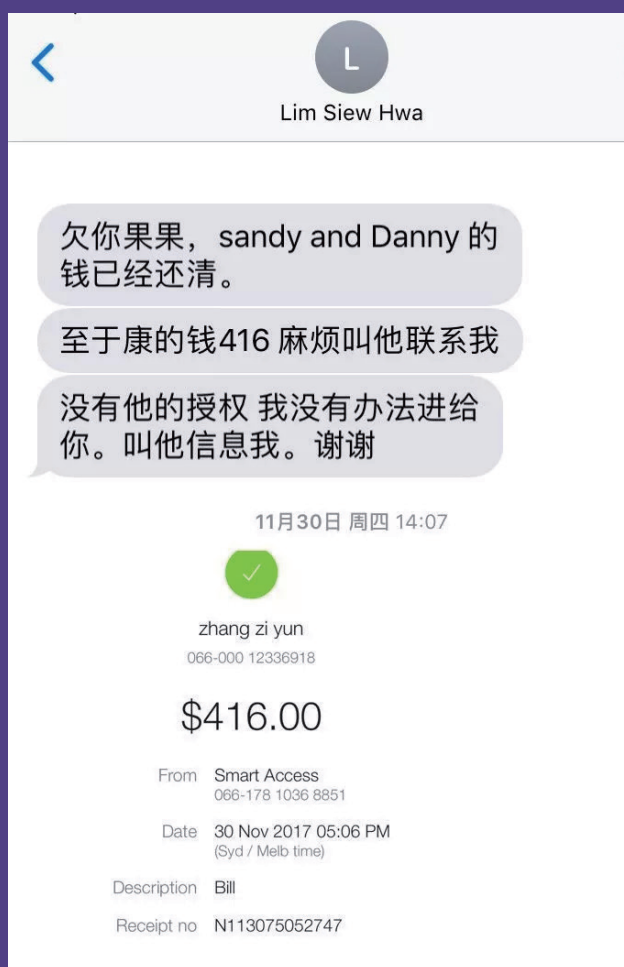 L
Lim Siew Hwa
欠你果果，sandy and Danny 的
钱已经还清。
至于康的钱416 麻烦叫他联系我
没有他的授权 我没有办法进给
你。叫他信息我。谢谢
11月30日 周四 14:07
zhang zi yun
066-000 12336918
$416.00
From Smart Access
066-178 1036 8851
Date 30 Nov 2017 05:06 PM
(Syd / Melb time)
Description Bill
Receipt no N113075052747